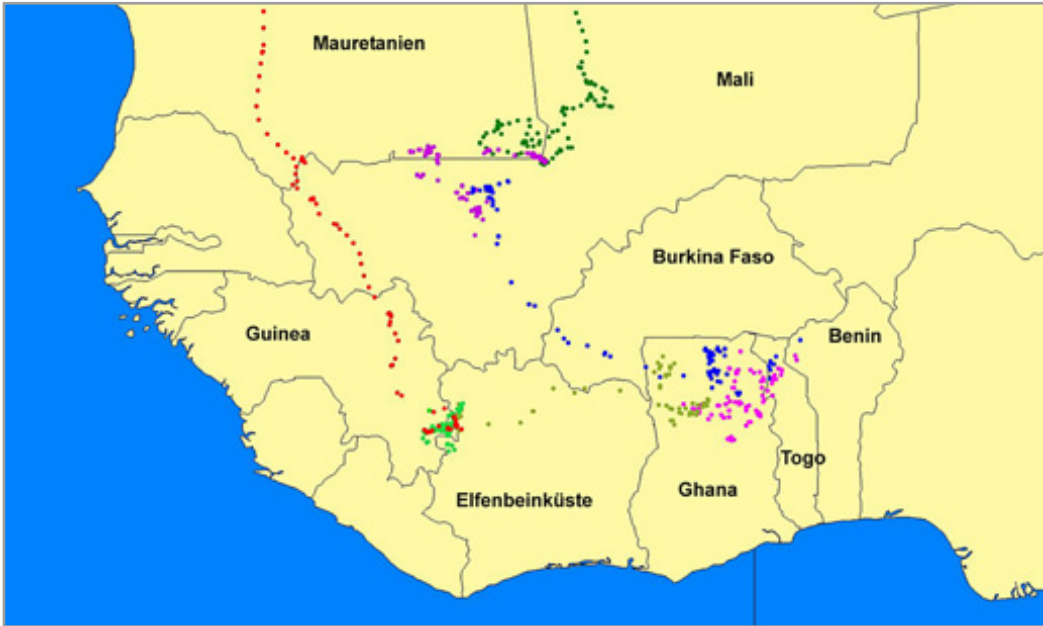 Mauretanien
Mali
Burkina Faso
Guinea
Benin
Togo
Elfenbeinküste
Ghana